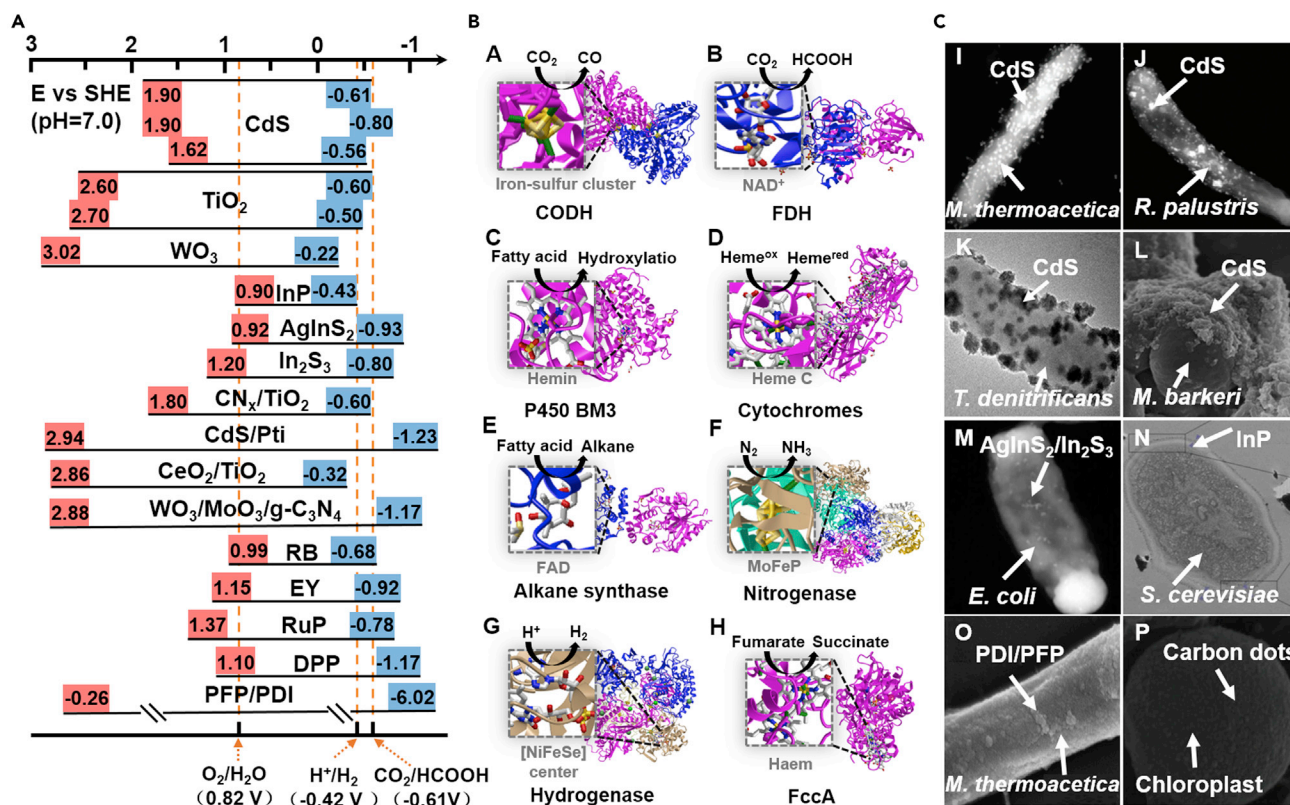 A
3
2
1
0
-1
E vs SHE
(pH=7.0)
1.90
-0.61
CdS
1.90
-0.80
1.62
-0.56
2.60
-0.60
TiO2
2.70
-0.50
3.02
WO3
-0.22
0.90
InP
-0.43
0.92
AgInS2
-0.93
1.20
In2S3
-0.80
1.80
CNx/TiO2
-0.60
2.94
CdS/Pti
-1.23
2.86
CeO2/TiO2
-0.32
2.88
WO3/MoO3/g-C3N4
-1.17
0.99
RB
-0.68
1.15
EY
-0.92
1.37
RuP
-0.78
1.10
DPP
-1.17
-0.26
PFP/PDI
-6.02
O2/H2O
(0.82 V)
H+/H2
(-0.42 V)
CO2/HCOOH
(-0.61V)
B
A
CO2
CO
Iron-sulfur cluster
CODH
B
CO2
HCOOH
NAD+
FDH
C
Fatty acid
Hydroxylatio
Hemin
P450 BM3
D
Hemeox
Hemered
Heme C
Cytochromes
E
Fatty acid
Alkane
FAD
Alkane synthase
F
N2
NH3
MoFeP
Nitrogenase
G
H+
H2
[NiFeSe]
center
Hydrogenase
H
Fumarate
Succinate
Haem
FccA
C
I
CdS
M. thermoacetica
J
CdS
R. palustris
K
CdS
T. denitrificans
L
CdS
M. barkeri
M
AgInS2/In2S3
E. coli
N
InP
S. cerevisiae
O
PDI/PFP
M. thermoacetica
P
Carbon dots
Chloroplast